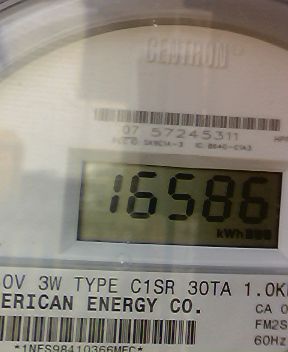 CENTRON
07 57245311
16586
kWh
0V 3W TYPE C1SR 30TA 1.0K
ERICAN ENERGY CO.
CA 0
FM2S
60Hz
*1NFS98410366MFC*